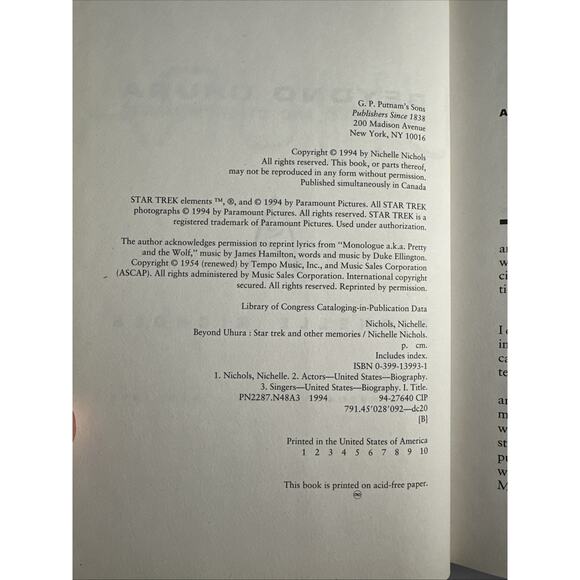 G. P. Putnam's Sons
Publishers Since 1838
200 Madison Avenue
New York, NY 10016
Copyright © 1994 by Nichelle Nichols
All rights reserved. This book, or parts thereof,
may not be reproduced in any form without permission.
Published simultaneously in Canada
STAR TREK elements ™, ®, and © 1994 by Paramount Pictures. All STAR TREK
photographs © 1994 by Paramount Pictures. All rights reserved. STAR TREK is a
registered trademark of Paramount Pictures. Used under authorization.
The author acknowledges permission to reprint lyrics from "Monologue a.k.a. Pretty
and the Wolf," music by James Hamilton, words and music by Duke Ellington.
Copyright © 1954 (renewed) by Tempo Music, Inc., and Music Sales Corporation
(ASCAP). All rights administered by Music Sales Corporation. International copyright
secured. All rights reserved. Reprinted by permission.
Library of Congress Cataloging-in-Publication Data
Nichols, Nichelle.
Beyond Uhura : Star trek and other memories / Nichelle Nichols.
p. cm.
Includes index.
ISBN 0-399-13993-1
1. Nichols, Nichelle. 2. Actors—United States—Biography.
3. Singers—United States—Biography. I. Title.
PN2287.N48A3 1994 94-27640 CIP
791.45'028'092—dc20
[B]
Printed in the United States of America
1 2 3 4 5 6 7 8 9 10
This book is printed on acid-free paper.